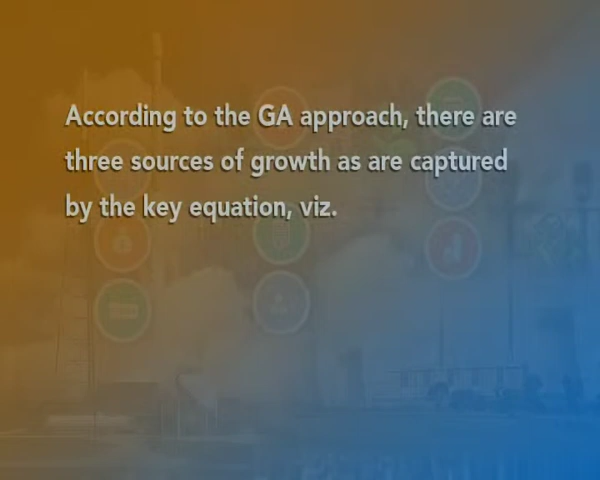 According to the GA approach, there are
three sources of growth as are captured
by the key equation, viz.